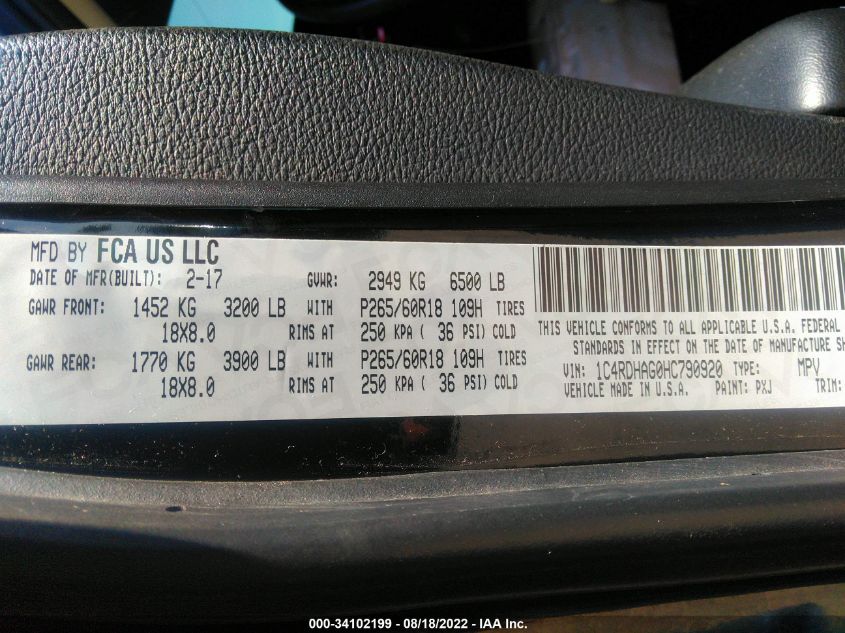 MFD BY FCA US LLC
DATE OF MFR(BUILT): 2-17 GVWR: 2949 KG 6500 LB
GAWR FRONT: 1452 KG 3200 LB WITH P265/60R18 109H TIRES
18X8.0 RIMS AT 250 KPA ( 36 PSI) COLD
GAWR REAR: 1770 KG 3900 LB WITH P265/60R18 109H TIRES
18X8.0 RIMS AT 250 KPA ( 36 PSI) COLD
THIS VEHICLE CONFORMS TO ALL APPLICABLE U.S.A. FEDERAL
STANDARDS IN EFFECT ON THE DATE OF MANUFACTURE SH
VIN: 1C4RDHAG0HC790920 TYPE: MPV
VEHICLE MADE IN U.S.A. PAINT: PXJ TRIM:
000-34102199 - 08/18/2022 - IAA Inc.